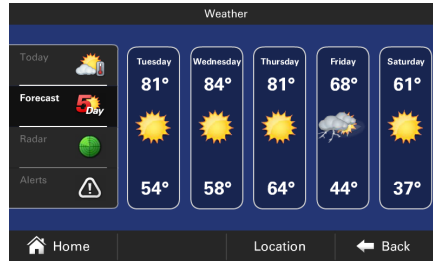 Weather
Today
Forecast
5 Day
Radar
Alerts
Tuesday
81°
54°
Wednesday
84°
58°
Thursday
81°
64°
Friday
68°
44°
Saturday
61°
37°
Home
Location
Back